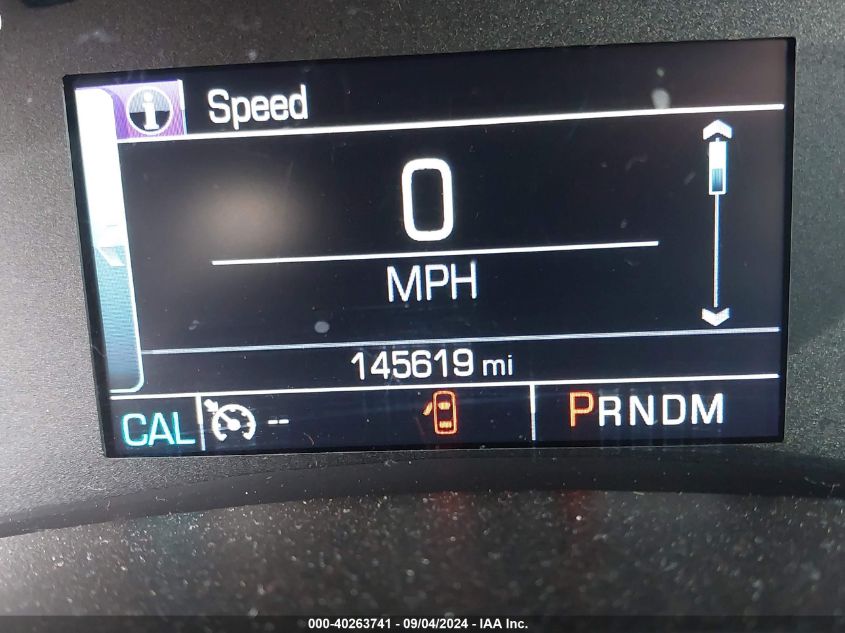 Speed
0
MPH
145619 mi
CAL -- PRNDM
000-40263741 - 09/04/2024 - IAA Inc.